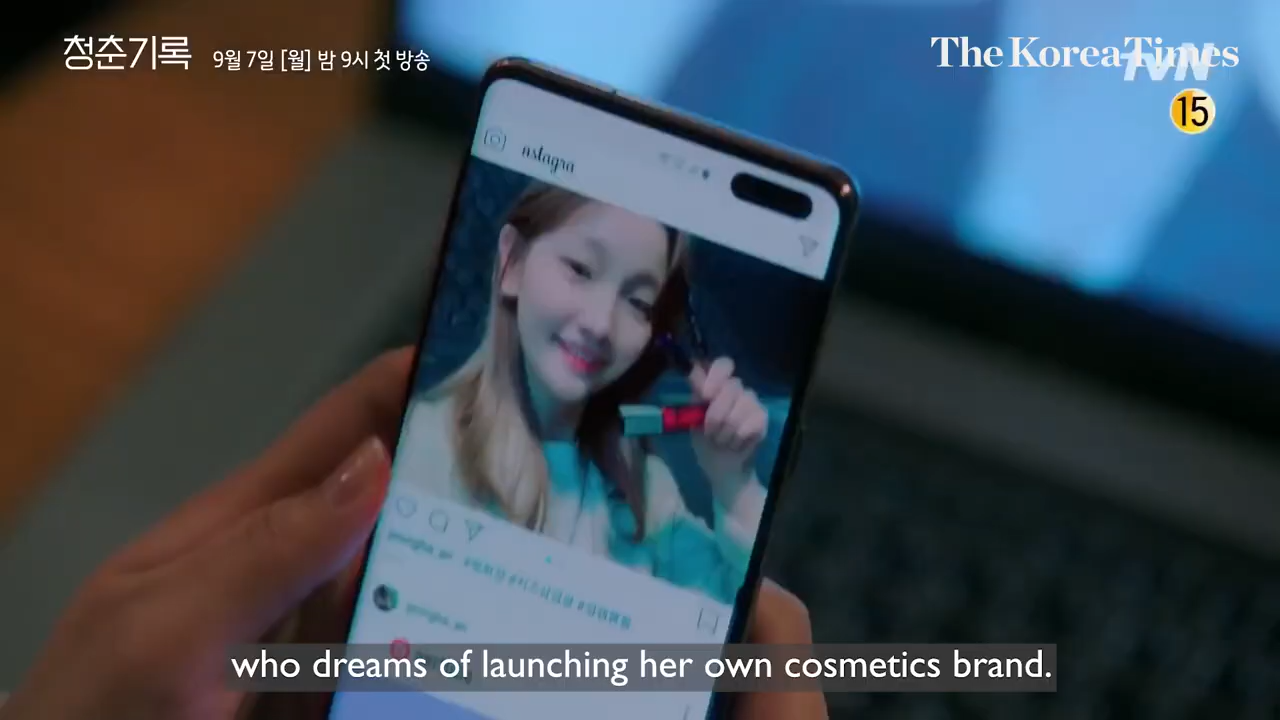 청춘기록 9월 7일 [월] 밤 9시 첫 방송
The Korea Times
tvN
15
astagra
who dreams of launching her own cosmetics brand.